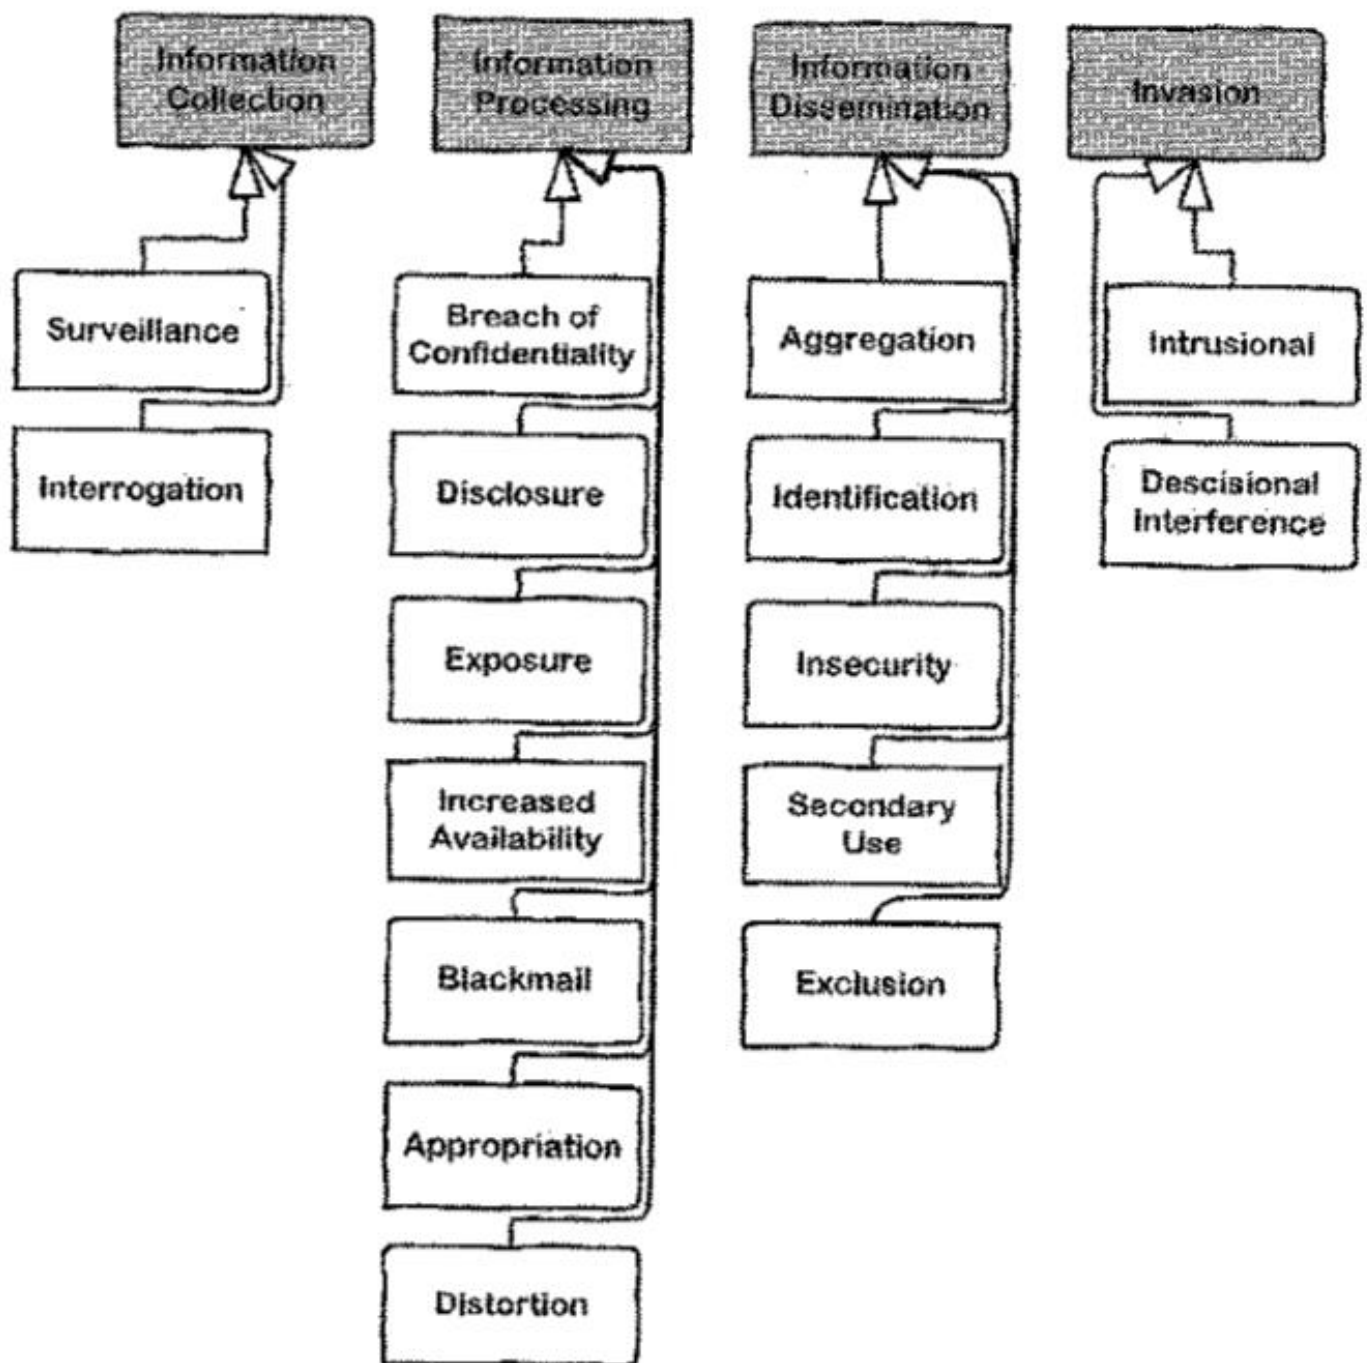 Information
Collection
Surveillance
Interrogation
Information
Processing
Breach of
Confidentiality
Disclosure
Exposure
Increased
Availability
Blackmail
Appropriation
Distortion
Information
Dissemination
Aggregation
Identification
Insecurity
Secondary
Use
Exclusion
Invasion
Intrusional
Descisional
Interference